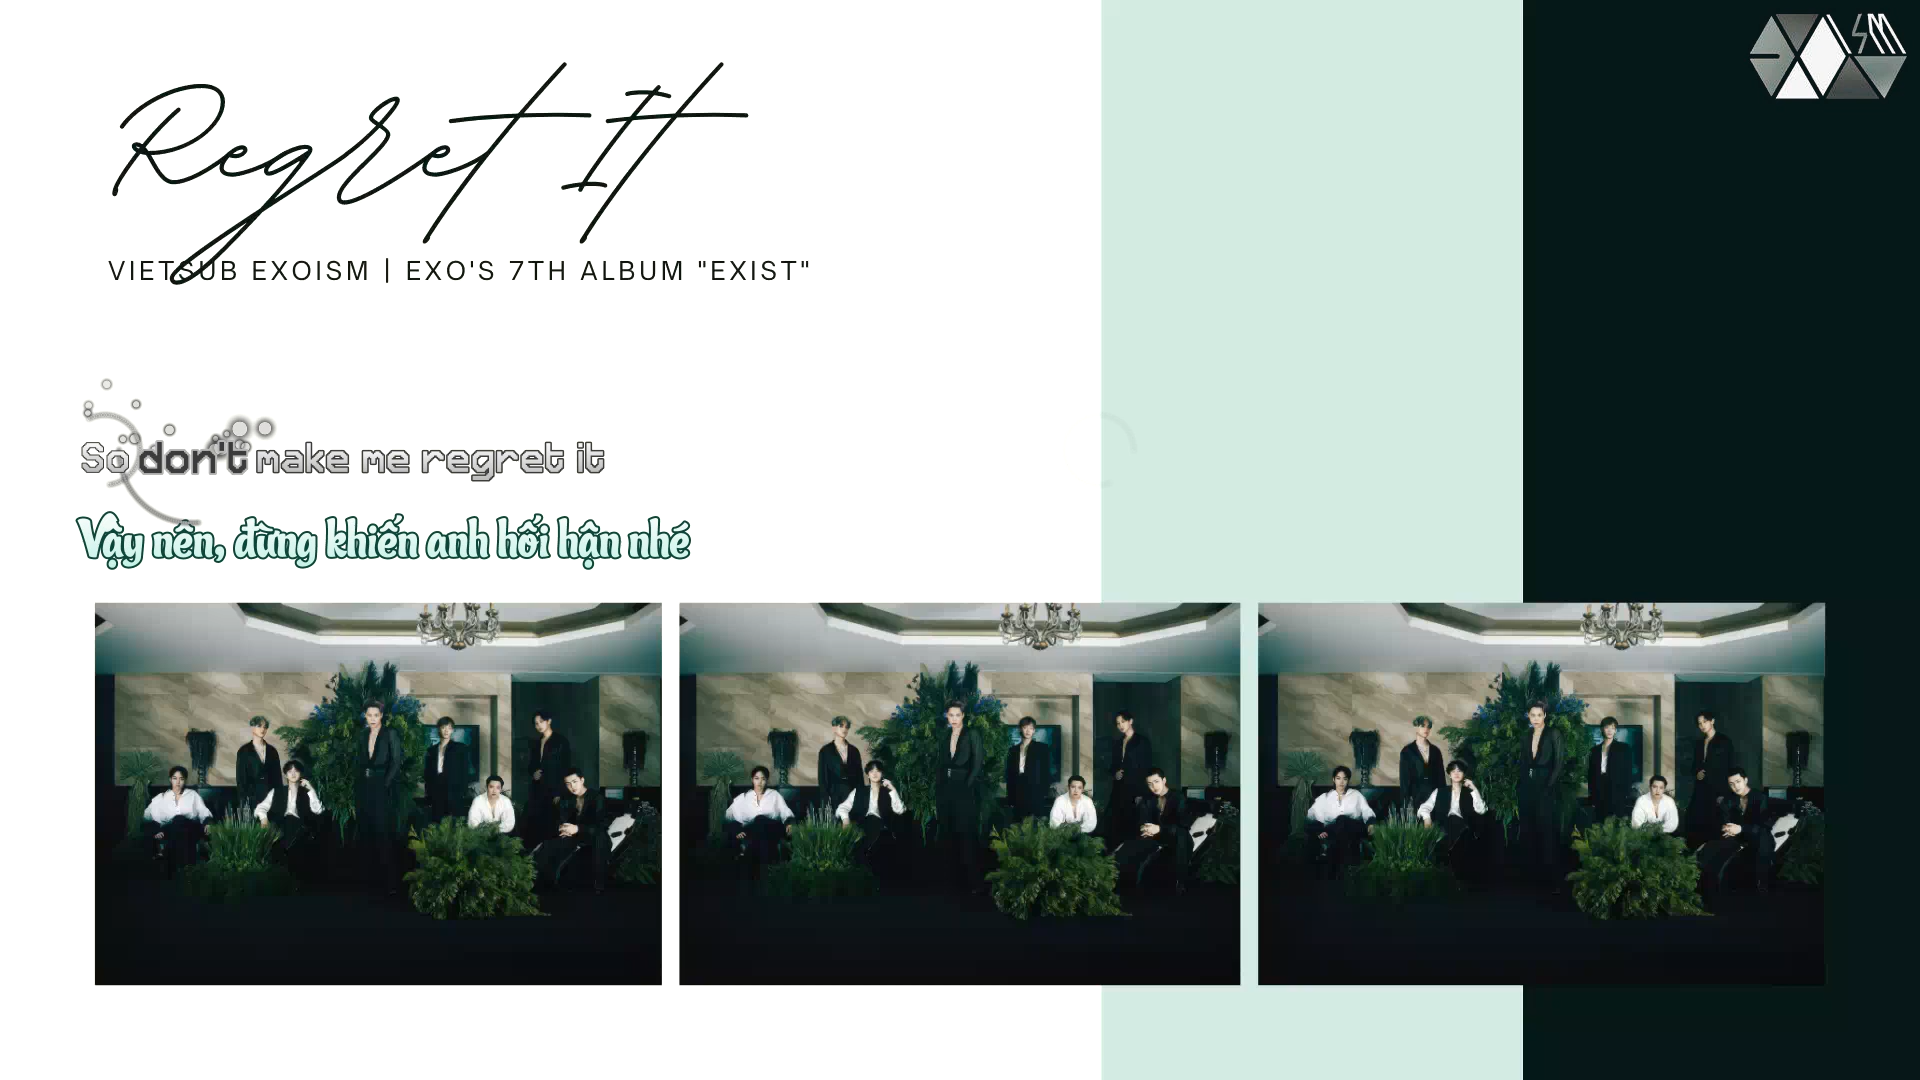 Regret It
VIETSUB EXOISM | EXO'S 7TH ALBUM "EXIST"
So don't make me regret it
Vậy nên, đừng khiến anh hối hận nhé